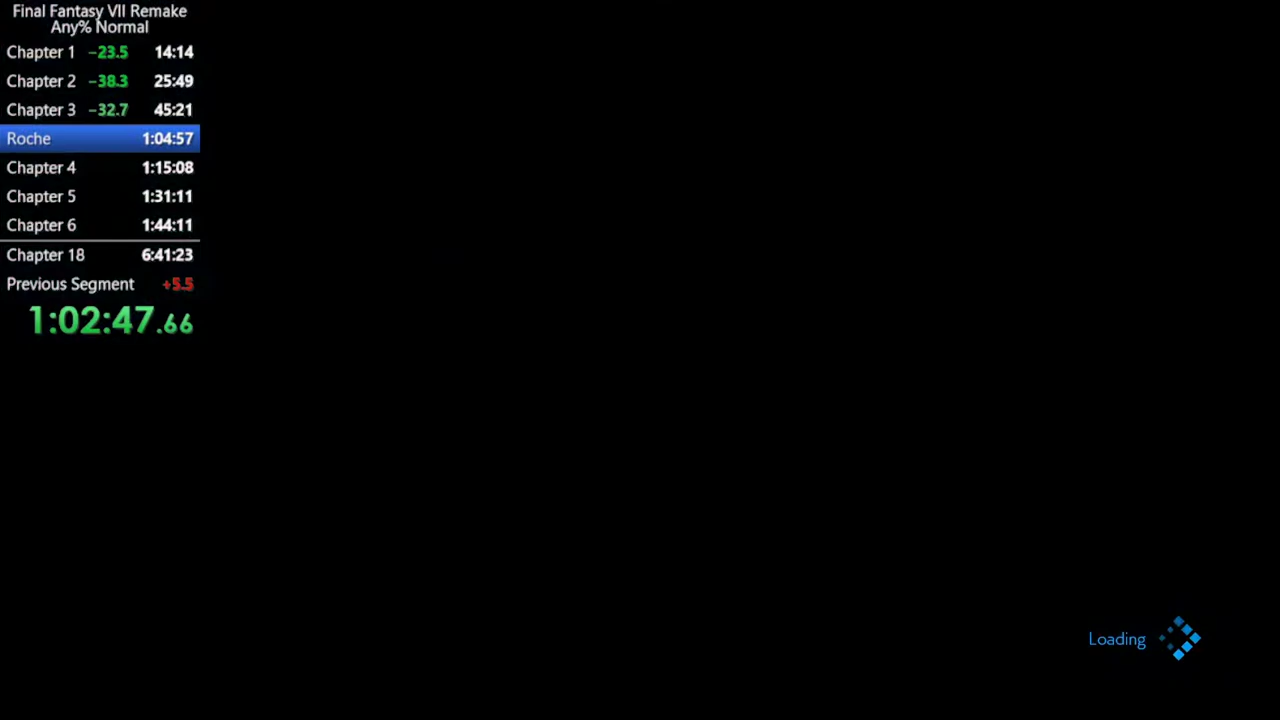 Final Fantasy VII Remake
Any% Normal
Chapter 1 -23.5 14:14
Chapter 2 -38.3 25:49
Chapter 3 -32.7 45:21
Roche 1:04:57
Chapter 4 1:15:08
Chapter 5 1:31:11
Chapter 6 1:44:11
Chapter 18 6:41:23
Previous Segment +5.5
1:02:47.66
Loading